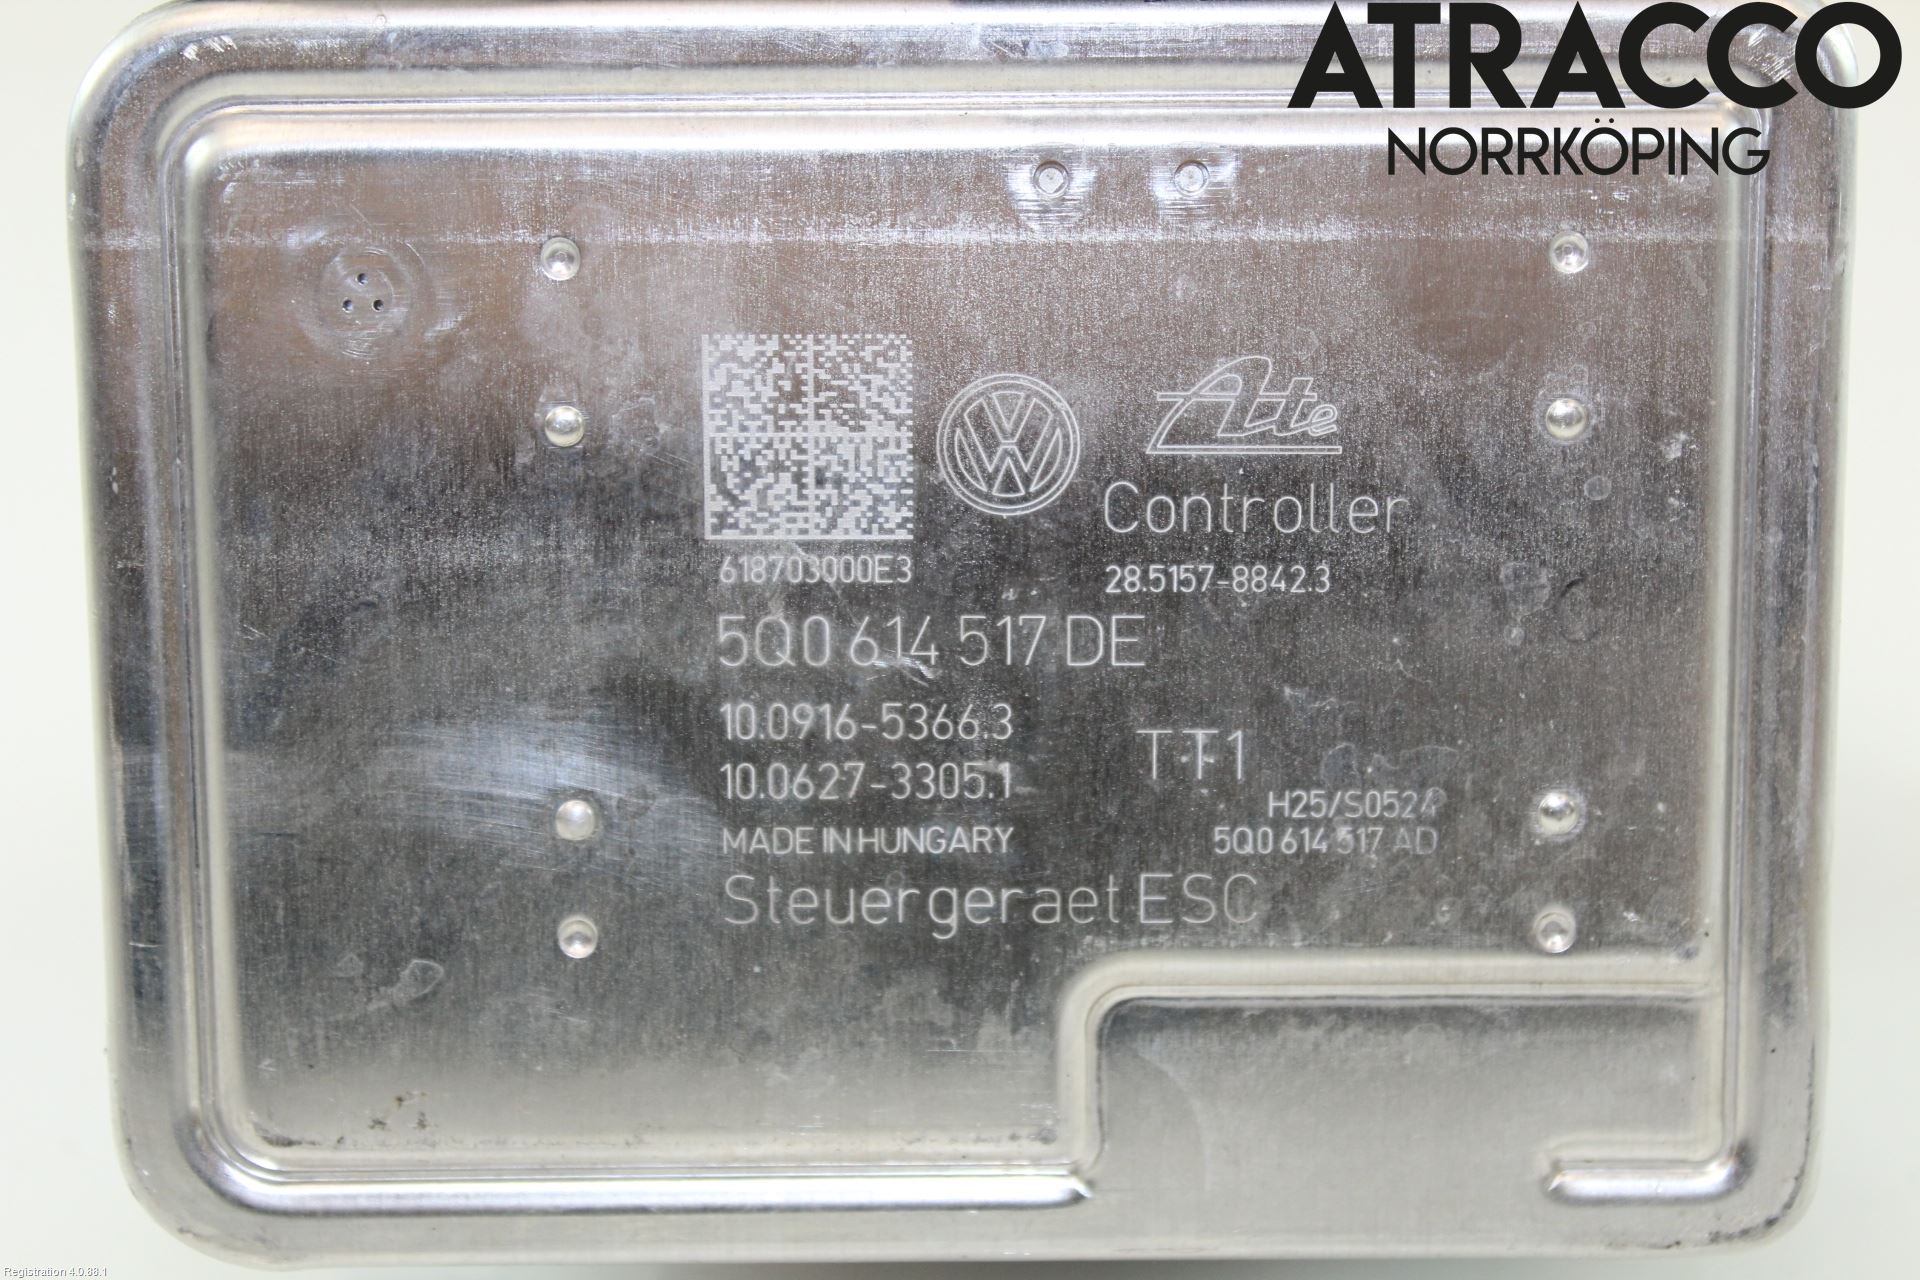 ATRACCO
NORRKÖPING
Ate
Controller
618703000E3
28.5157-8842.3
5Q0 614 517 DE
10.0916-5366.3
10.0627-3305.1
TT1
H25/S0524
MADE IN HUNGARY
5Q0 614 517 AD
Steuergeraet ESC
Registration 4.0.88.1